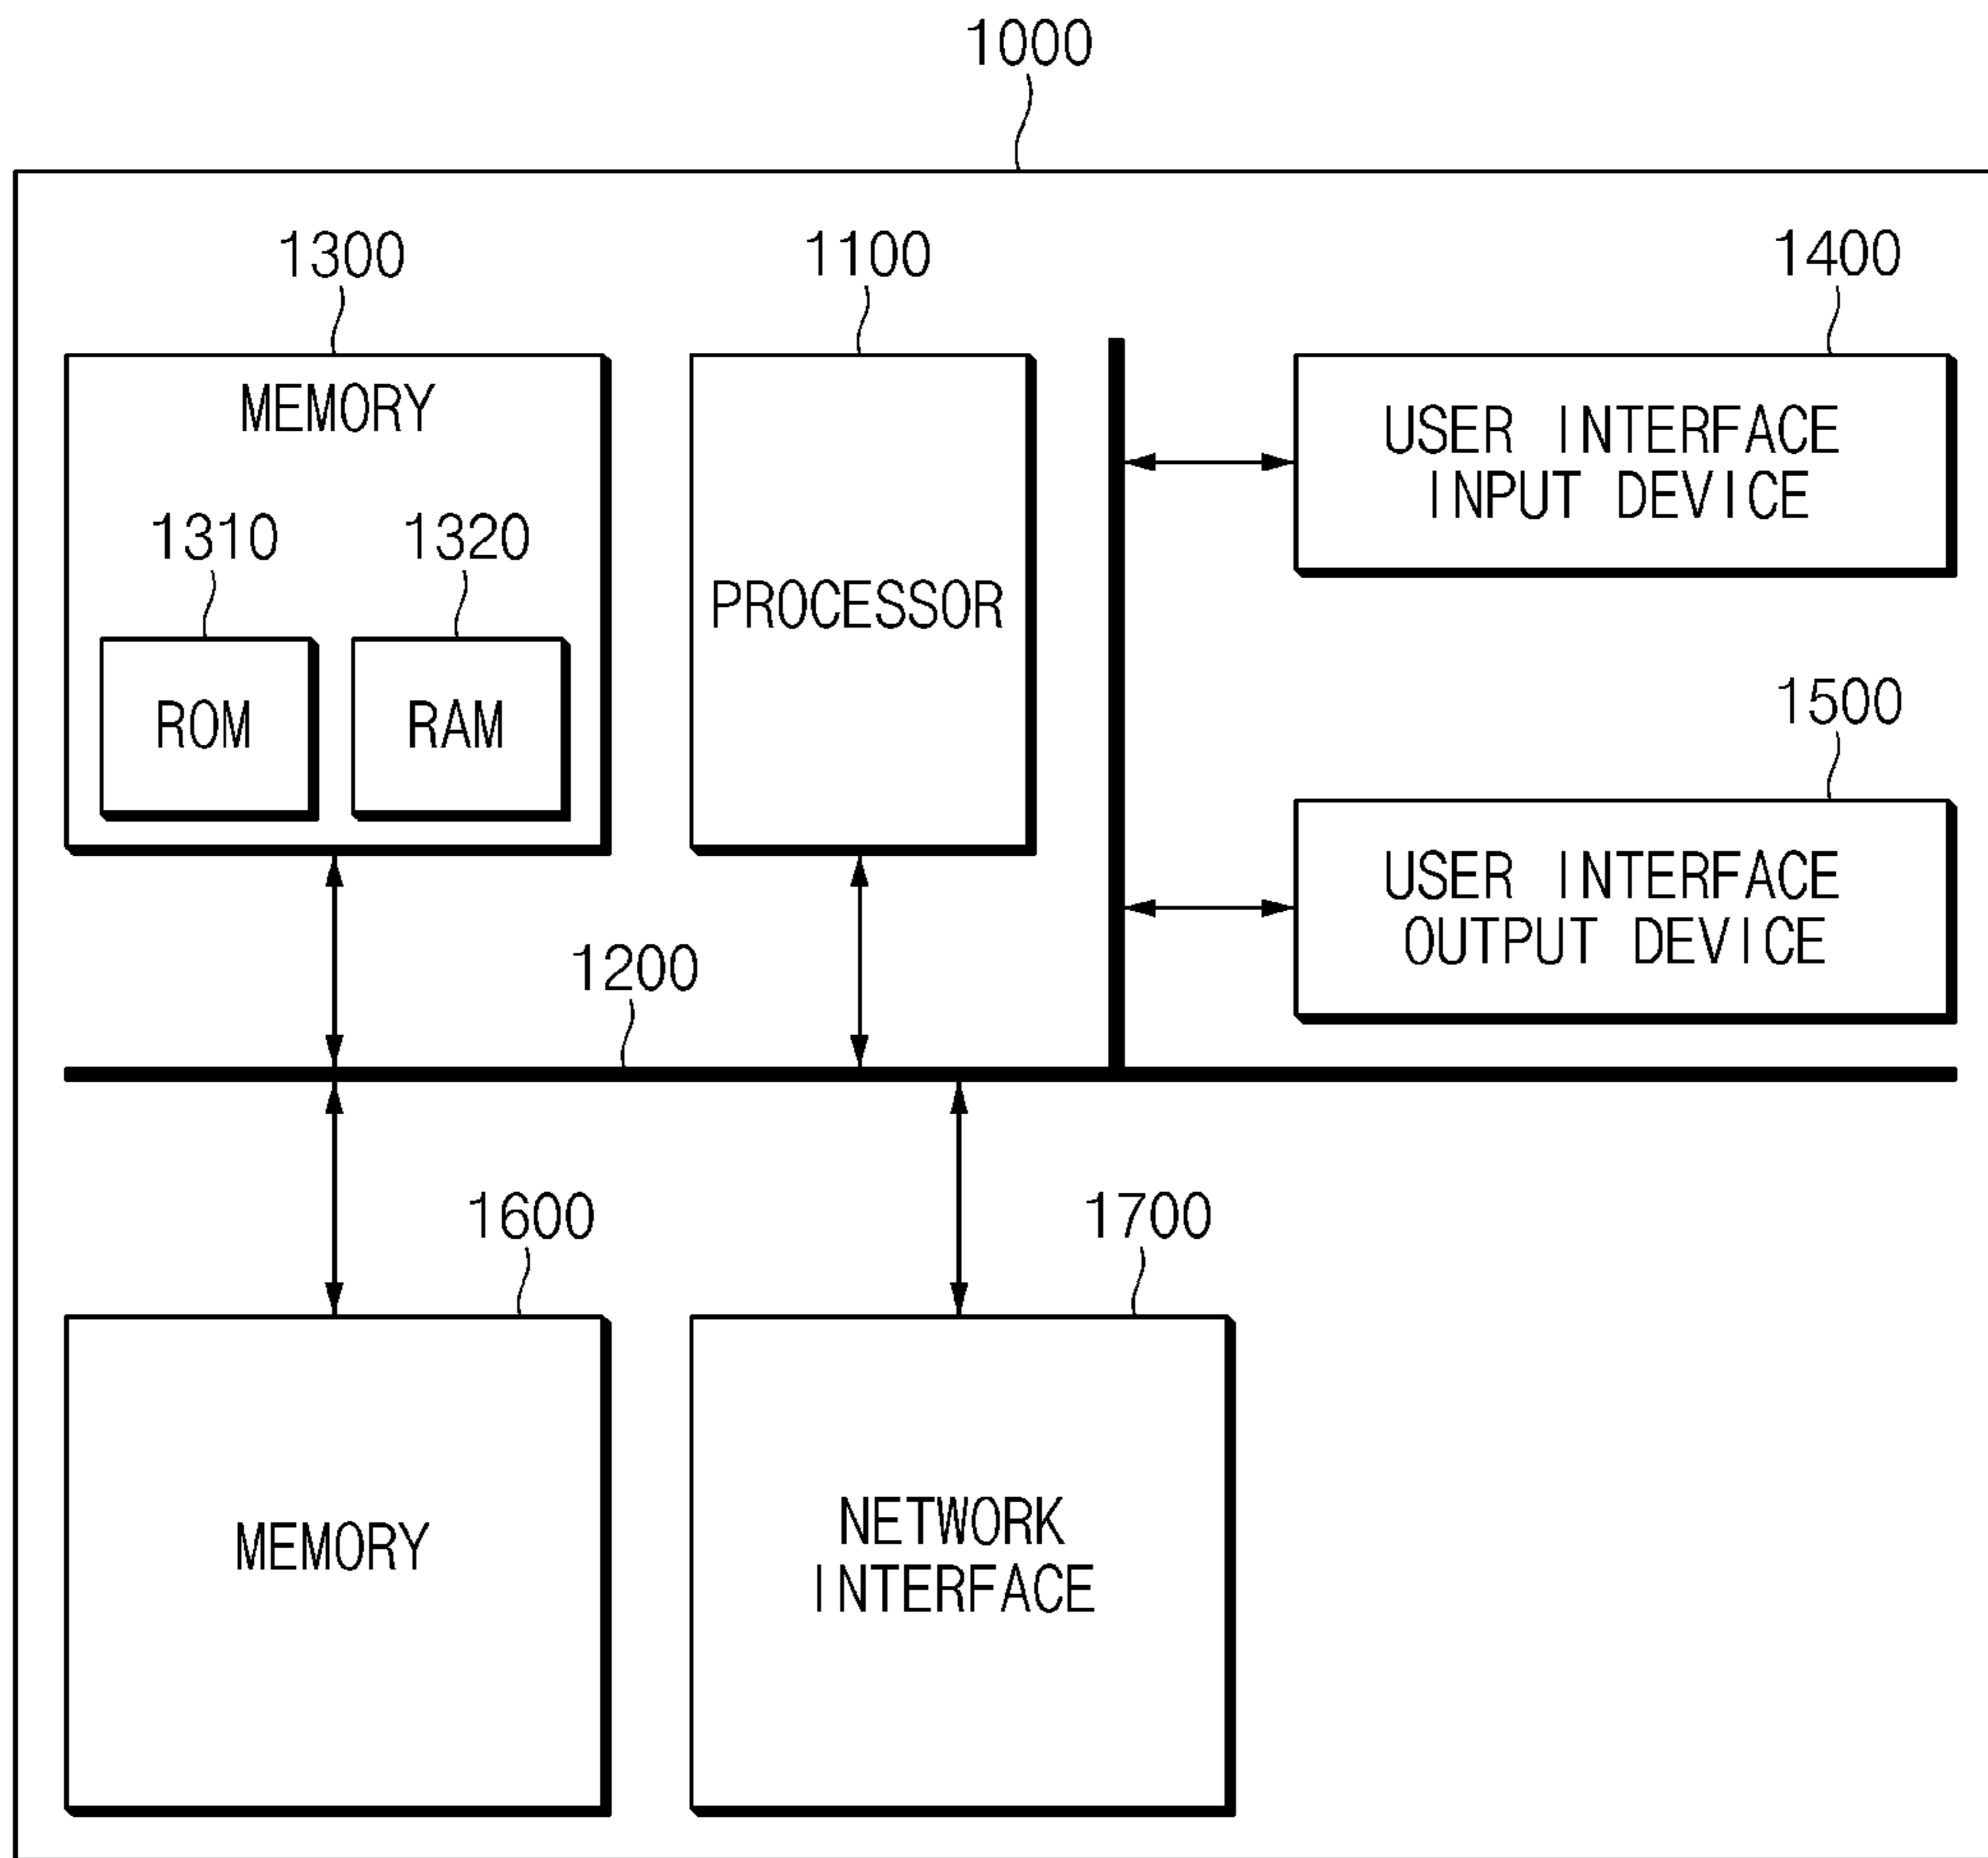 1000
1300
1100
1400
MEMORY
USER INTERFACE
INPUT DEVICE
1310
1320
PROCESSOR
ROM
RAM
1500
USER INTERFACE
OUTPUT DEVICE
1200
1600
1700
MEMORY
NETWORK
INTERFACE